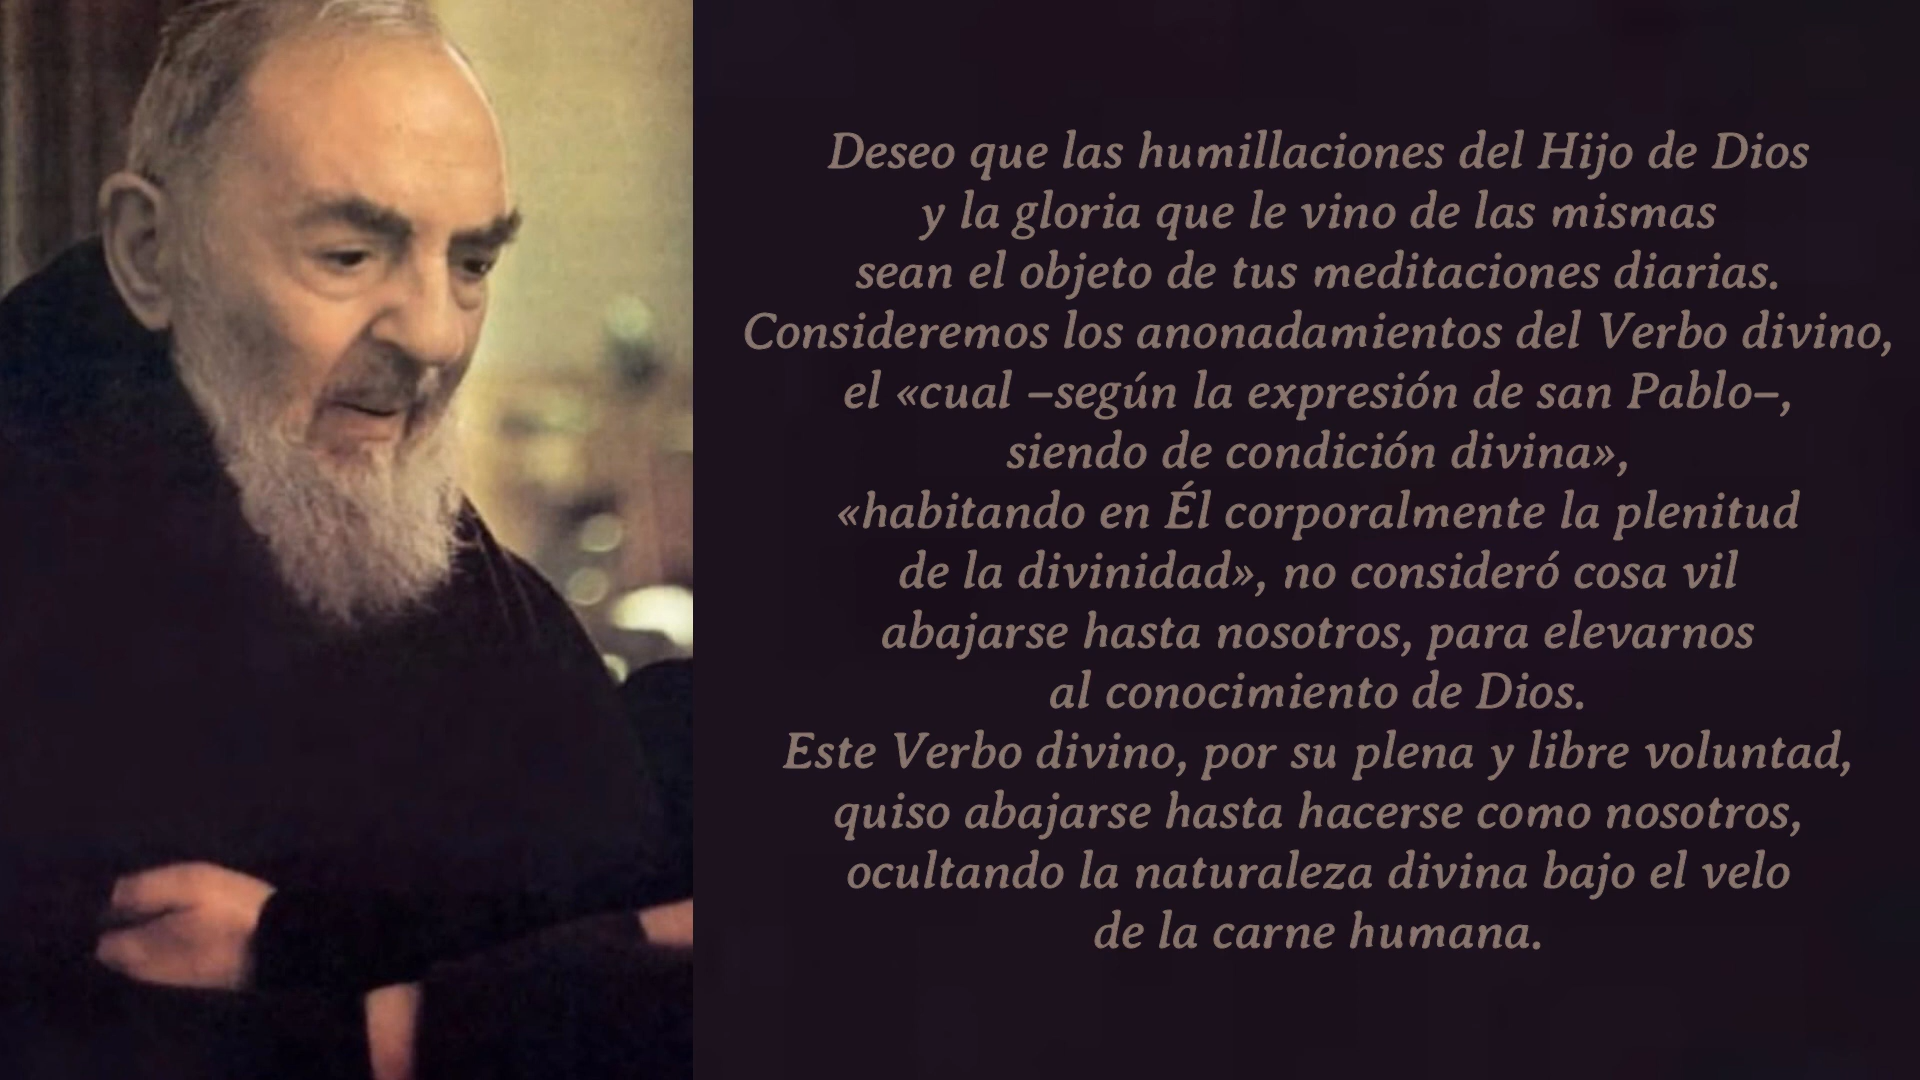 Deseo que las humillaciones del Hijo de Dios
y la gloria que le vino de las mismas
sean el objeto de tus meditaciones diarias.
Consideremos los anonadamientos del Verbo divino,
el «cual –según la expresión de san Pablo–,
siendo de condición divina»,
«habitando en Él corporalmente la plenitud
de la divinidad», no consideró cosa vil
abajarse hasta nosotros, para elevarnos
al conocimiento de Dios.
Este Verbo divino, por su plena y libre voluntad,
quiso abajarse hasta hacerse como nosotros,
ocultando la naturaleza divina bajo el velo
de la carne humana.